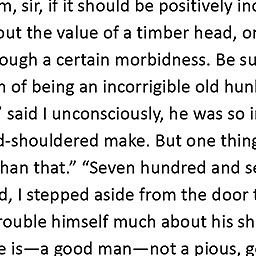 m, sir, if it should be positively in
out the value of a timber head, or
ough a certain morbidness. Be su
n of being an incorrigible old hun
” said I unconsciously, he was so i
d-shouldered make. But one thing
han that.” “Seven hundred and se
d, I stepped aside from the door t
rouble himself much about his sh
e is—a good man—not a pious, g